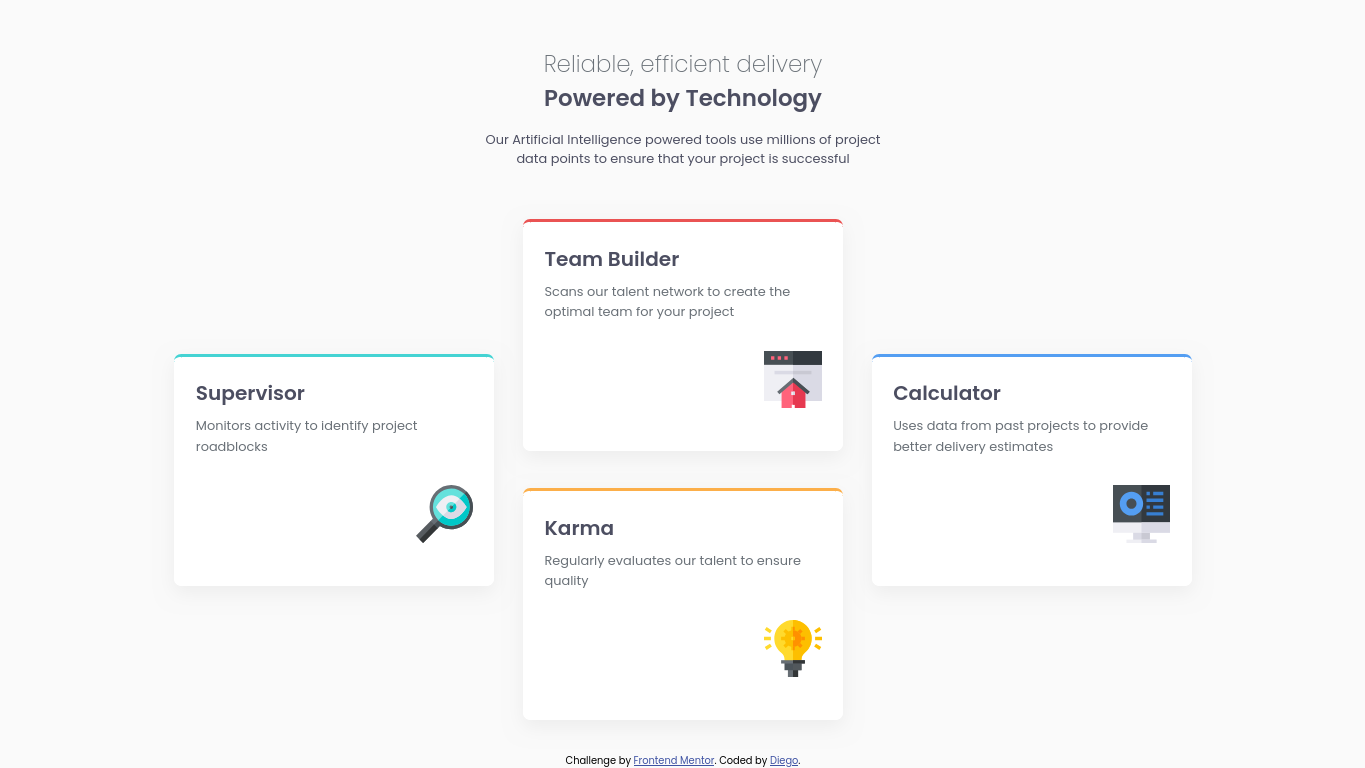 Reliable, efficient delivery
Powered by Technology
Our Artificial Intelligence powered tools use millions of project
data points to ensure that your project is successful
Supervisor
Monitors activity to identify project
roadblocks
Team Builder
Scans our talent network to create the
optimal team for your project
Karma
Regularly evaluates our talent to ensure
quality
Calculator
Uses data from past projects to provide
better delivery estimates
Challenge by Frontend Mentor. Coded by Diego.